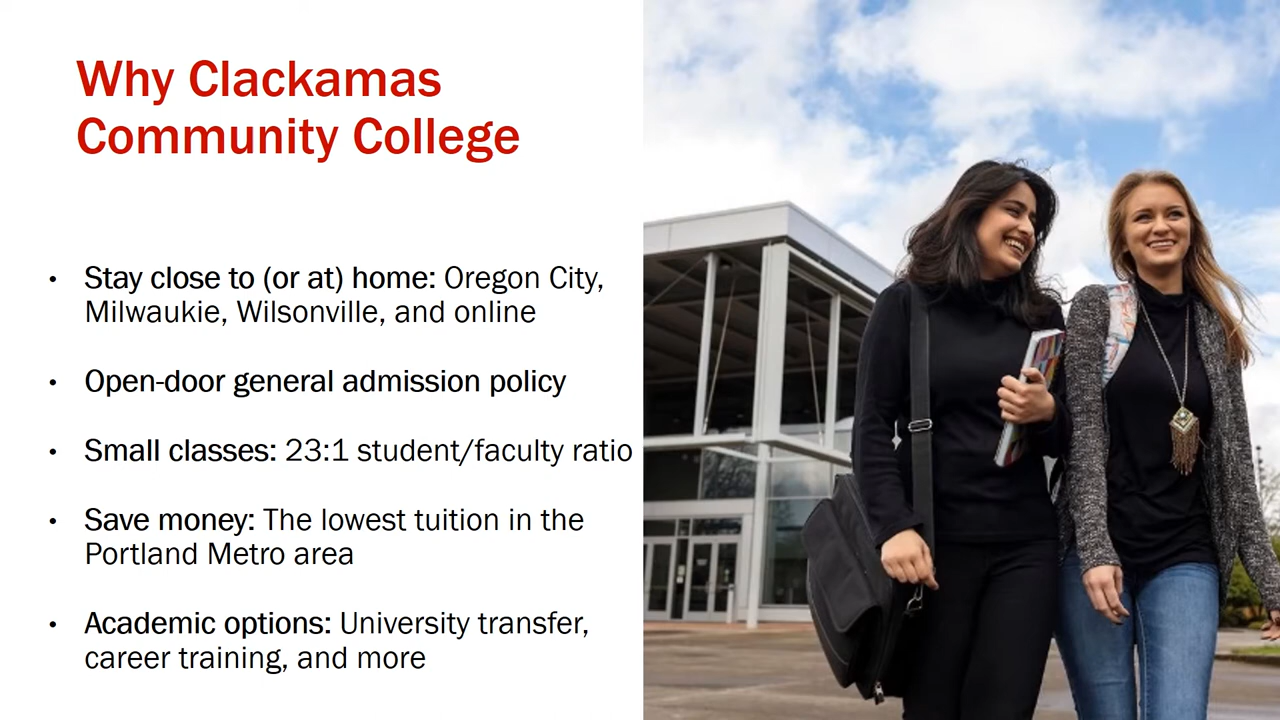 Why Clackamas
Community College
• Stay close to (or at) home: Oregon City,
Milwaukie, Wilsonville, and online
• Open-door general admission policy
• Small classes: 23:1 student/faculty ratio
• Save money: The lowest tuition in the
Portland Metro area
• Academic options: University transfer,
career training, and more